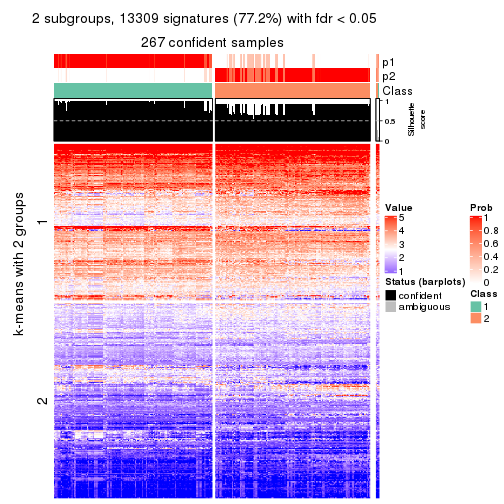 2 subgroups, 13309 signatures (77.2%) with fdr < 0.05
267 confident samples
p1
p2
Class
1
0.5
0
Silhouette
score
k-means with 2 groups
1
2
Value
5
4
3
2
1
Status (barplots)
confident
ambiguous
Prob
1
0.8
0.6
0.4
0.2
0
Class
1
2